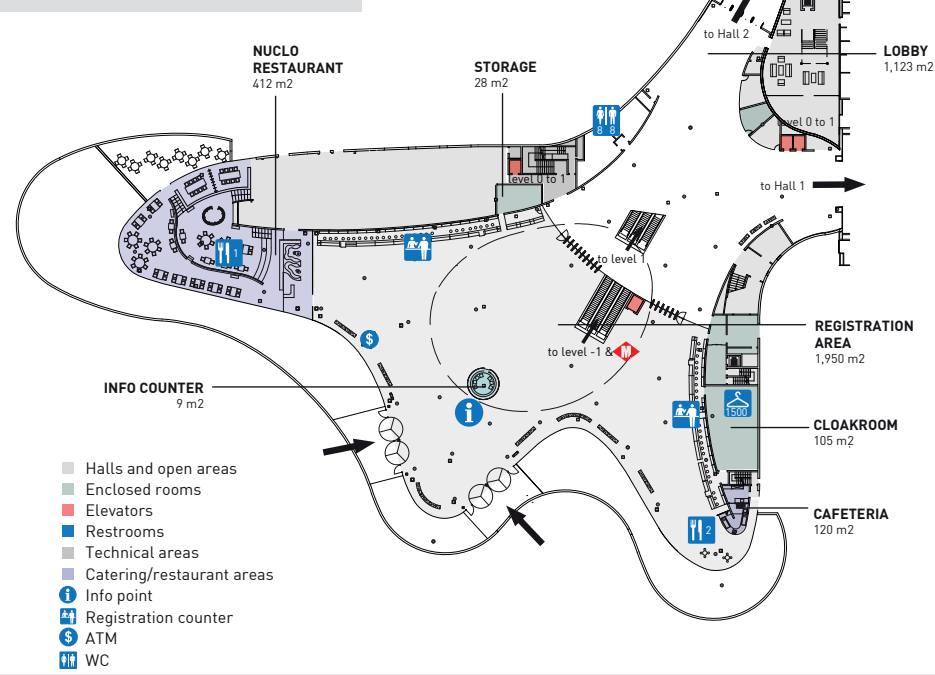 to Hall 2
NUCLO
RESTAURANT
412 m2
STORAGE
28 m2
LOBBY
1,123 m2
8 8
level 0 to 1
level 0 to 1
to Hall 1
1
to level 1
$
to level -1 & M
REGISTRATION
AREA
1,950 m2
INFO COUNTER
9 m2
i
1500
CLOAKROOM
105 m2
CAFETERIA
120 m2
2
Halls and open areas
Enclosed rooms
Elevators
Restrooms
Technical areas
Catering/restaurant areas
i Info point
Registration counter
$ ATM
WC